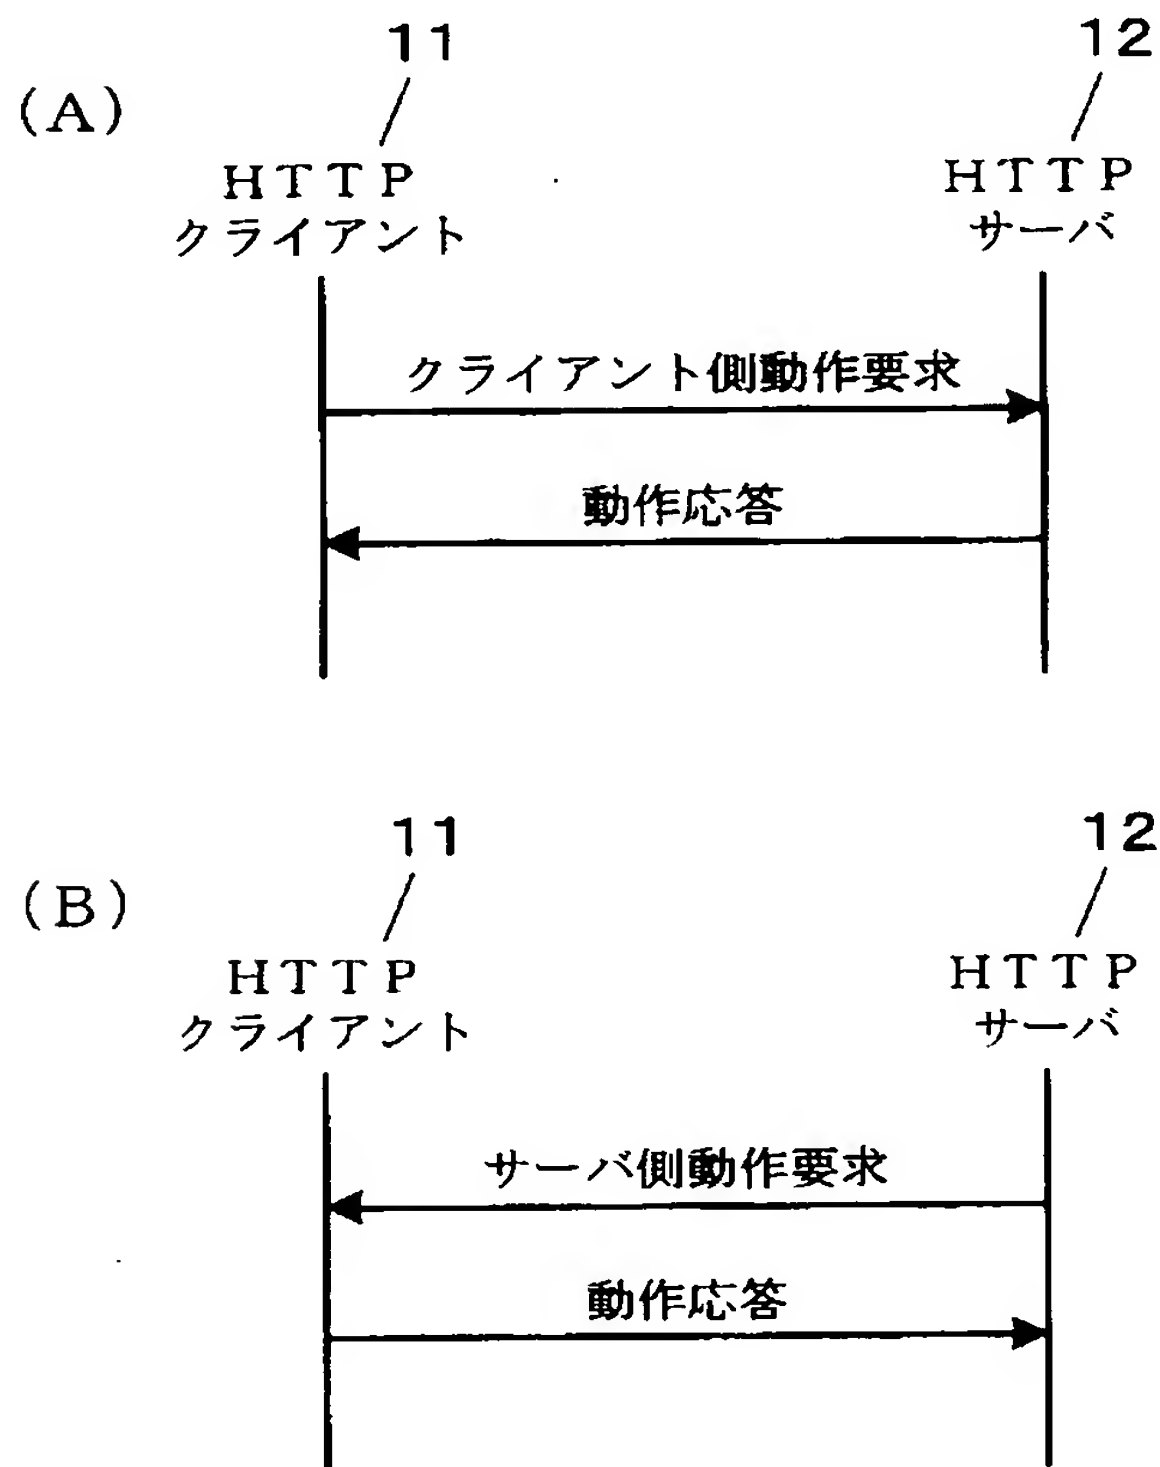 11
12
(A)
HTTP
クライアント
HTTP
サーバ
クライアント側動作要求
動作応答
11
12
(B)
HTTP
クライアント
HTTP
サーバ
サーバ側動作要求
動作応答